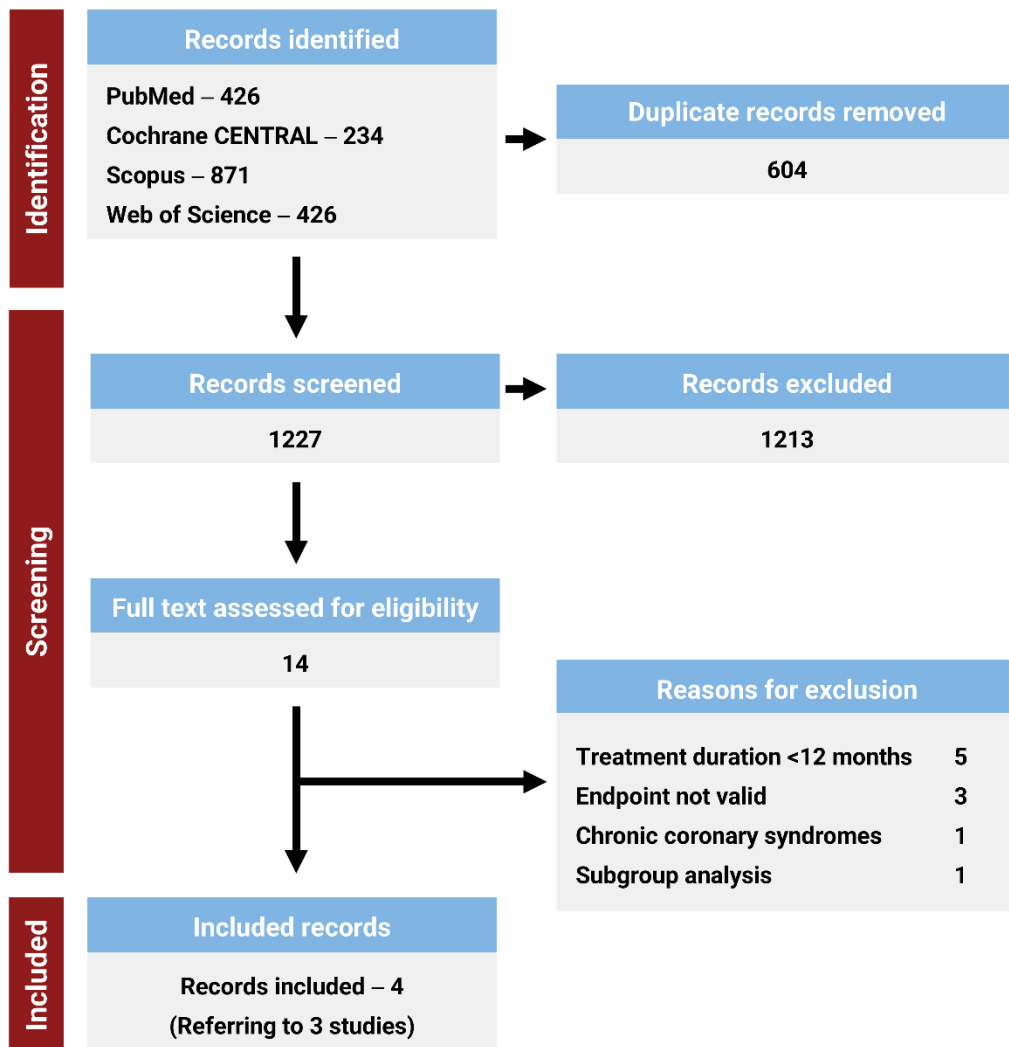 Identification
Records identified
PubMed – 426
Cochrane CENTRAL – 234
Scopus – 871
Web of Science – 426
Duplicate records removed
604
Screening
Records screened
1227
Records excluded
1213
Full text assessed for eligibility
14
Reasons for exclusion
Treatment duration <12 months 5
Endpoint not valid 3
Chronic coronary syndromes 1
Subgroup analysis 1
Included
Included records
Records included – 4
(Referring to 3 studies)